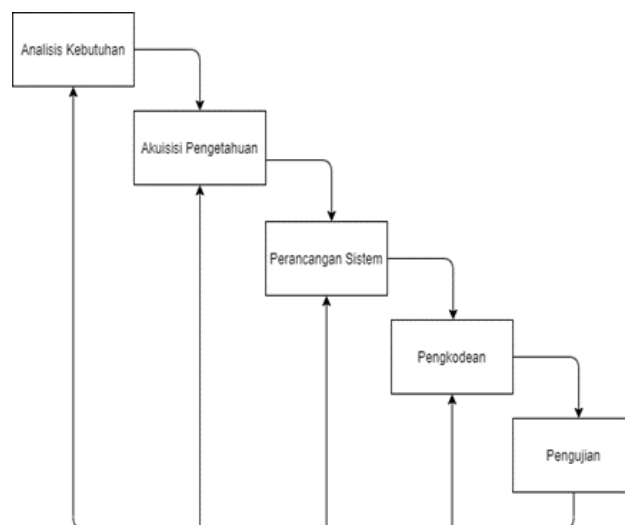 Analisis Kebutuhan
Akuisisi Pengetahuan
Perancangan Sistem
Pengkodean
Pengujian